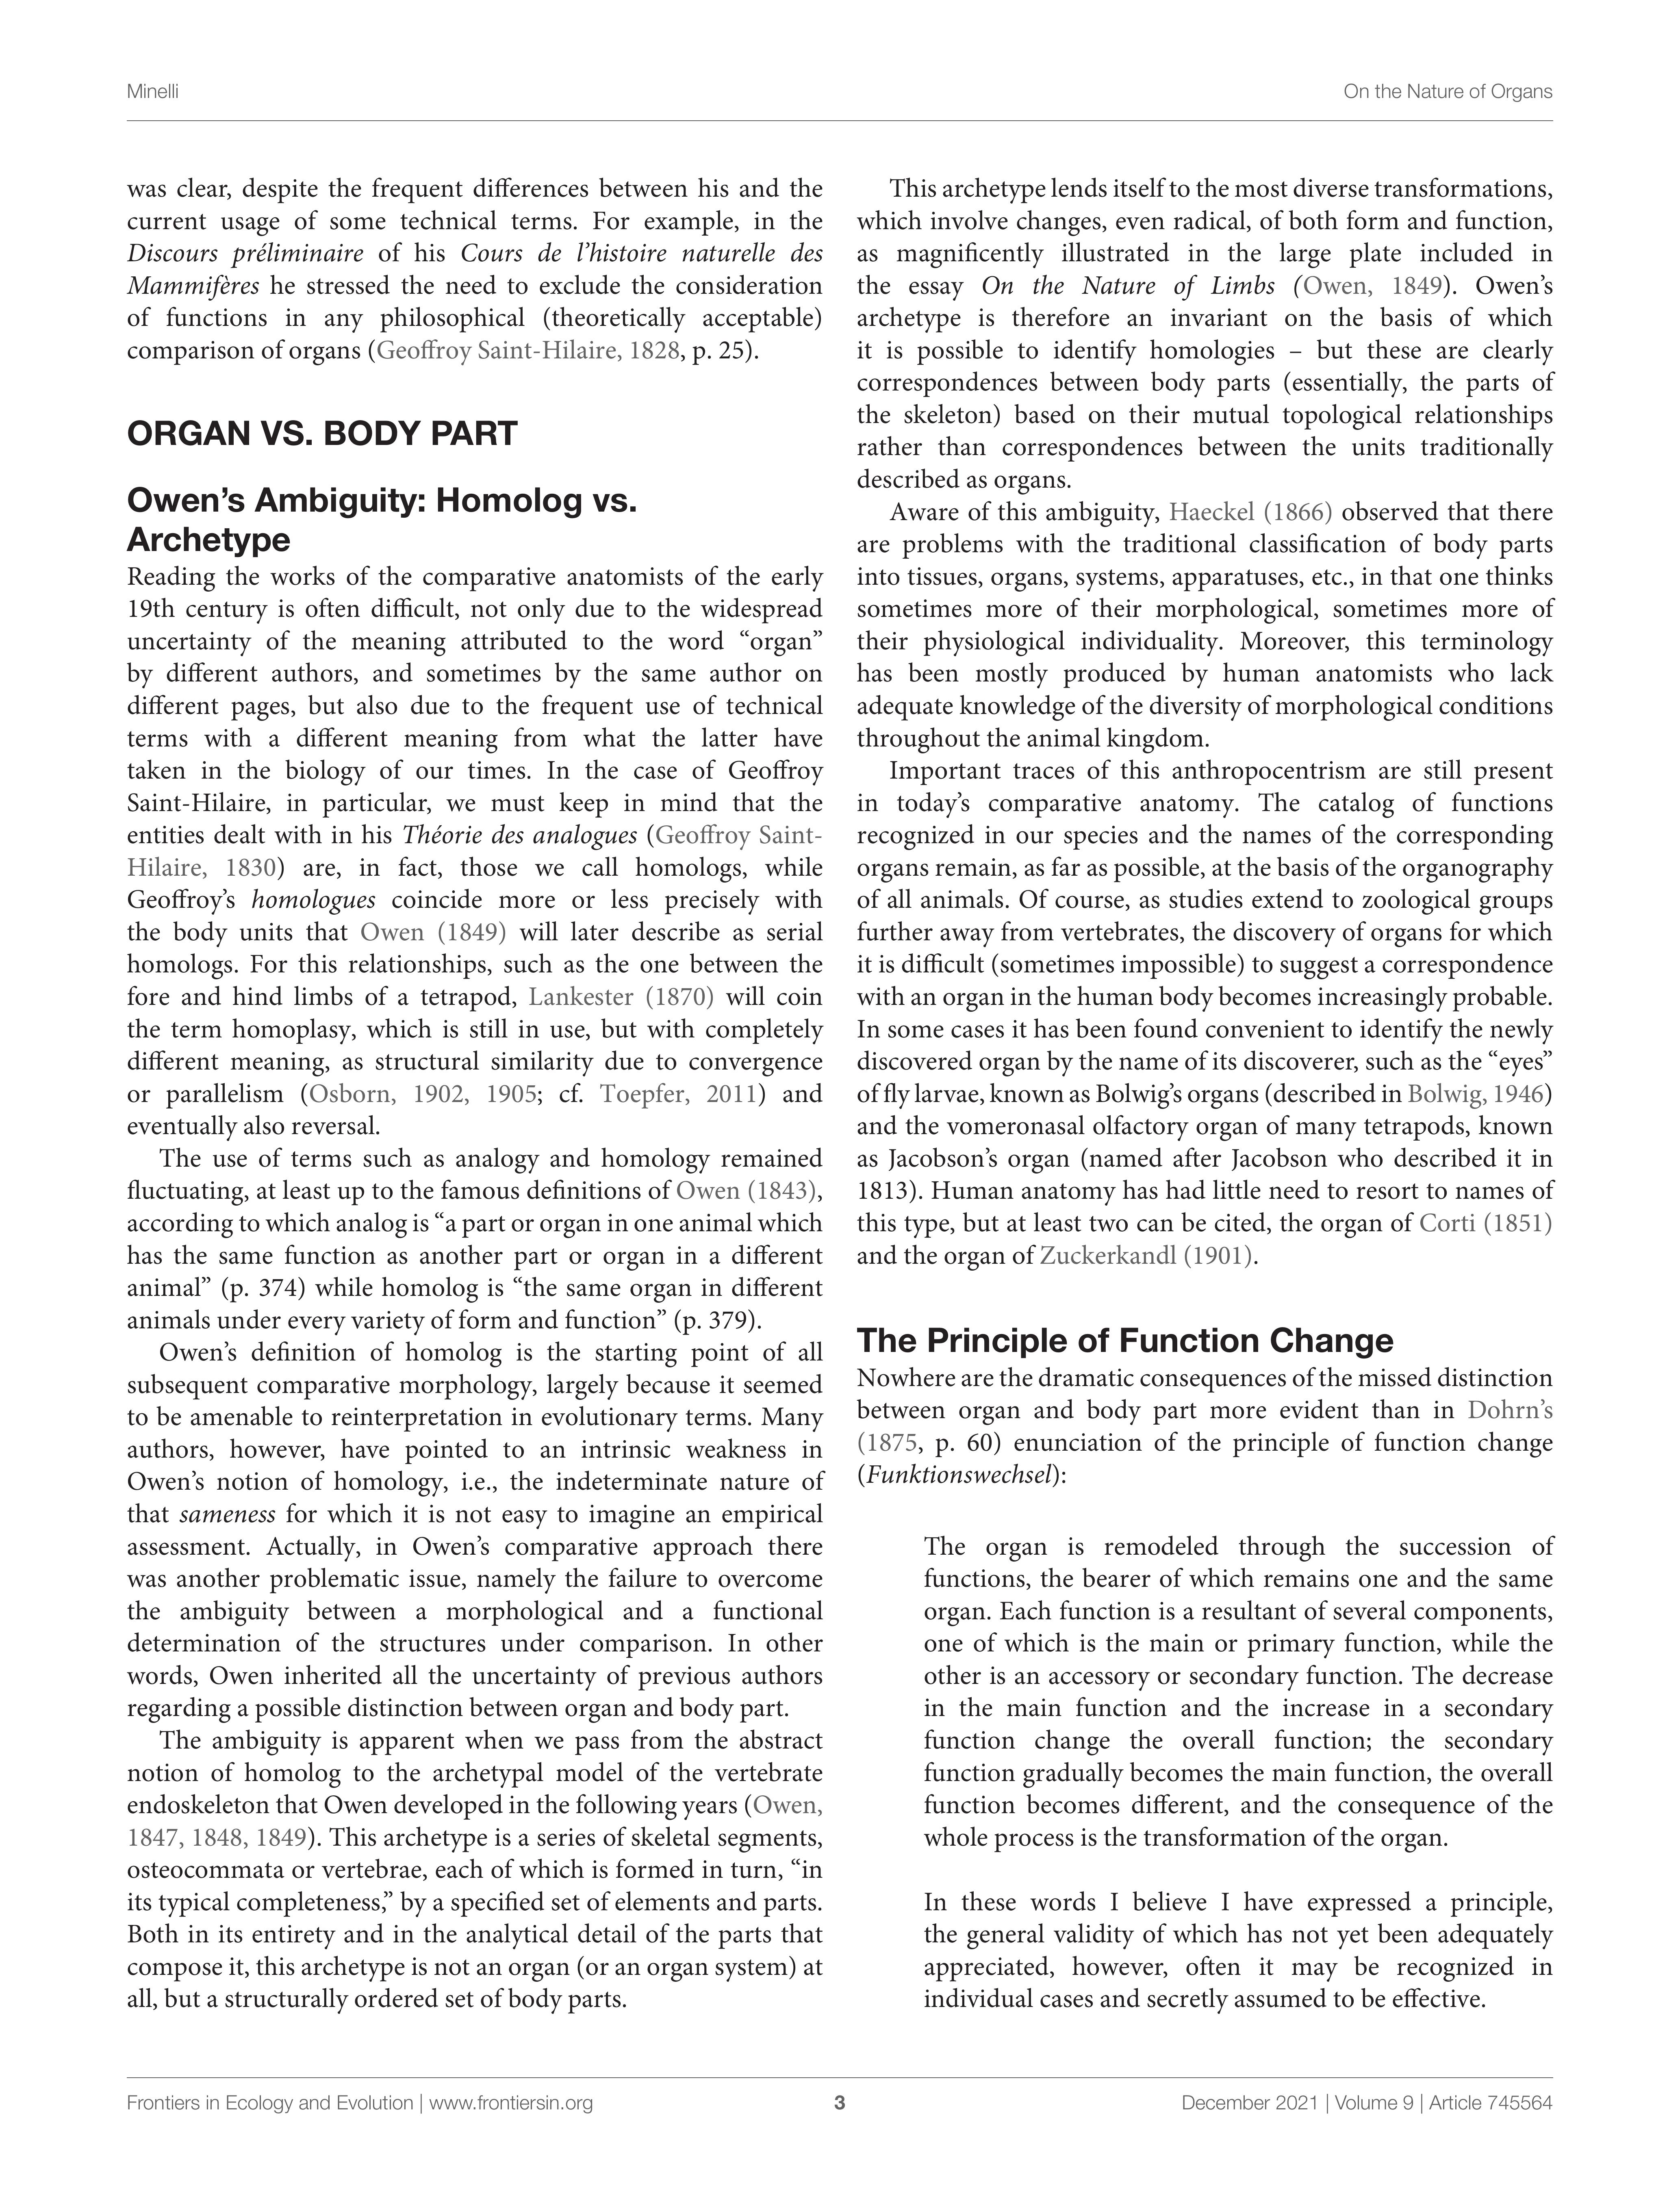 Minelli
On the Nature of Organs
was clear, despite the frequent differences between his and the
current usage of some technical terms. For example, in the
Discours préliminaire of his Cours de l’histoire naturelle des
Mammifères he stressed the need to exclude the consideration
of functions in any philosophical (theoretically acceptable)
comparison of organs (Geoffroy Saint-Hilaire, 1828, p. 25).
ORGAN VS. BODY PART
Owen’s Ambiguity: Homolog vs.
Archetype
Reading the works of the comparative anatomists of the early
19th century is often difficult, not only due to the widespread
uncertainty of the meaning attributed to the word “organ”
by different authors, and sometimes by the same author on
different pages, but also due to the frequent use of technical
terms with a different meaning from what the latter have
taken in the biology of our times. In the case of Geoffroy
Saint-Hilaire, in particular, we must keep in mind that the
entities dealt with in his Théorie des analogues (Geoffroy Saint-
Hilaire, 1830) are, in fact, those we call homologs, while
Geoffroy’s homologues coincide more or less precisely with
the body units that Owen (1849) will later describe as serial
homologs. For this relationships, such as the one between the
fore and hind limbs of a tetrapod, Lankester (1870) will coin
the term homoplasy, which is still in use, but with completely
different meaning, as structural similarity due to convergence
or parallelism (Osborn, 1902, 1905; cf. Toepfer, 2011) and
eventually also reversal.
The use of terms such as analogy and homology remained
fluctuating, at least up to the famous definitions of Owen (1843),
according to which analog is “a part or organ in one animal which
has the same function as another part or organ in a different
animal” (p. 374) while homolog is “the same organ in different
animals under every variety of form and function” (p. 379).
Owen’s definition of homolog is the starting point of all
subsequent comparative morphology, largely because it seemed
to be amenable to reinterpretation in evolutionary terms. Many
authors, however, have pointed to an intrinsic weakness in
Owen’s notion of homology, i.e., the indeterminate nature of
that sameness for which it is not easy to imagine an empirical
assessment. Actually, in Owen’s comparative approach there
was another problematic issue, namely the failure to overcome
the ambiguity between a morphological and a functional
determination of the structures under comparison. In other
words, Owen inherited all the uncertainty of previous authors
regarding a possible distinction between organ and body part.
The ambiguity is apparent when we pass from the abstract
notion of homolog to the archetypal model of the vertebrate
endoskeleton that Owen developed in the following years (Owen,
1847, 1848, 1849). This archetype is a series of skeletal segments,
osteocommata or vertebrae, each of which is formed in turn, “in
its typical completeness,” by a specified set of elements and parts.
Both in its entirety and in the analytical detail of the parts that
compose it, this archetype is not an organ (or an organ system) at
all, but a structurally ordered set of body parts.
This archetype lends itself to the most diverse transformations,
which involve changes, even radical, of both form and function,
as magnificently illustrated in the large plate included in
the essay On the Nature of Limbs (Owen, 1849). Owen’s
archetype is therefore an invariant on the basis of which
it is possible to identify homologies – but these are clearly
correspondences between body parts (essentially, the parts of
the skeleton) based on their mutual topological relationships
rather than correspondences between the units traditionally
described as organs.
Aware of this ambiguity, Haeckel (1866) observed that there
are problems with the traditional classification of body parts
into tissues, organs, systems, apparatuses, etc., in that one thinks
sometimes more of their morphological, sometimes more of
their physiological individuality. Moreover, this terminology
has been mostly produced by human anatomists who lack
adequate knowledge of the diversity of morphological conditions
throughout the animal kingdom.
Important traces of this anthropocentrism are still present
in today’s comparative anatomy. The catalog of functions
recognized in our species and the names of the corresponding
organs remain, as far as possible, at the basis of the organography
of all animals. Of course, as studies extend to zoological groups
further away from vertebrates, the discovery of organs for which
it is difficult (sometimes impossible) to suggest a correspondence
with an organ in the human body becomes increasingly probable.
In some cases it has been found convenient to identify the newly
discovered organ by the name of its discoverer, such as the “eyes”
of fly larvae, known as Bolwig’s organs (described in Bolwig, 1946)
and the vomeronasal olfactory organ of many tetrapods, known
as Jacobson’s organ (named after Jacobson who described it in
1813). Human anatomy has had little need to resort to names of
this type, but at least two can be cited, the organ of Corti (1851)
and the organ of Zuckerkandl (1901).
The Principle of Function Change
Nowhere are the dramatic consequences of the missed distinction
between organ and body part more evident than in Dohrn’s
(1875, p. 60) enunciation of the principle of function change
(Funktionswechsel):
The organ is remodeled through the succession of
functions, the bearer of which remains one and the same
organ. Each function is a resultant of several components,
one of which is the main or primary function, while the
other is an accessory or secondary function. The decrease
in the main function and the increase in a secondary
function change the overall function; the secondary
function gradually becomes the main function, the overall
function becomes different, and the consequence of the
whole process is the transformation of the organ.
In these words I believe I have expressed a principle,
the general validity of which has not yet been adequately
appreciated, however, often it may be recognized in
individual cases and secretly assumed to be effective.
Frontiers in Ecology and Evolution | www.frontiersin.org
3
December 2021 | Volume 9 | Article 745564